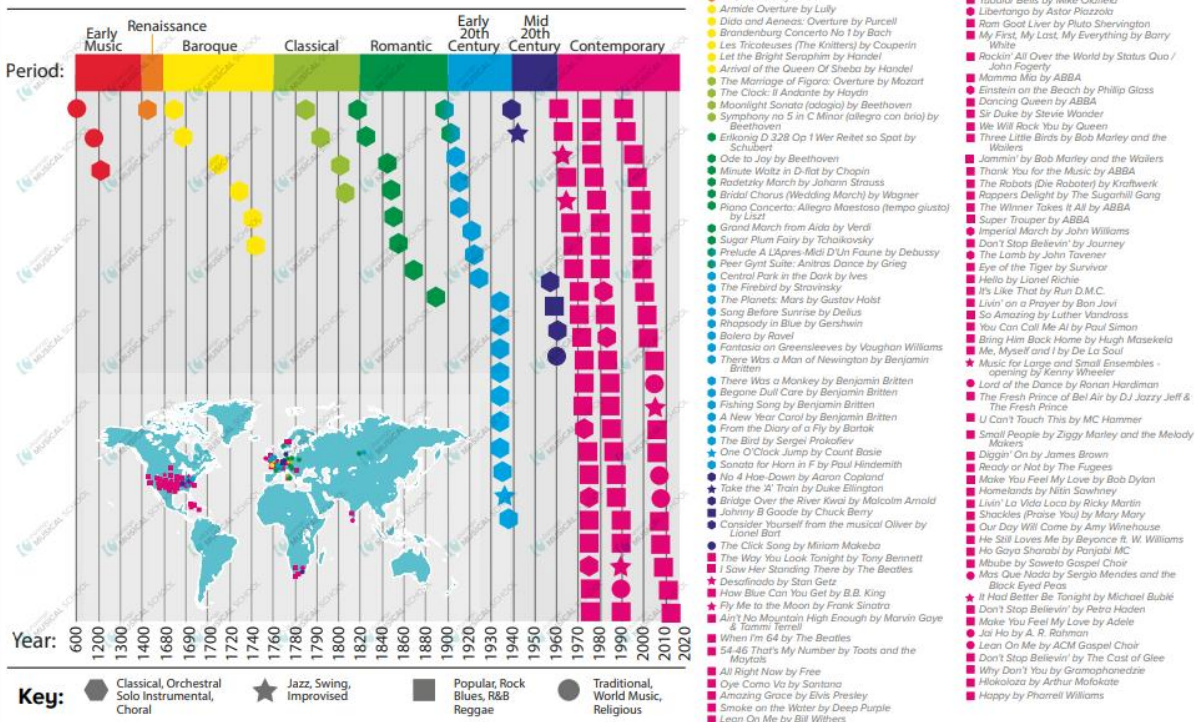 Early
Music
Renaissance
Baroque
Classical
Romantic
Early
20th
Century
Mid
20th
Century
Contemporary
Period:
Year:
600
1200
1300
1400
1680
1700
1720
1740
1760
1780
1790
1800
1820
1840
1860
1880
1900
1920
1930
1940
1960
1970
1980
1990
2000
2010
2020
Key:
Classical, Orchestral
Solo Instrumental,
Choral
Jazz, Swing,
Improvised
Popular, Rock
Blues, R&B
Reggae
Traditional,
World Music,
Religious
Armide Overture by Lully
Dido and Aeneas: Overture by Purcell
Brandenburg Concerto No 1 by Bach
Les Tricoteuses (The Knitters) by Couperin
Let the Bright Seraphim by Handel
Arrival of the Queen Of Sheba by Handel
The Marriage of Figaro: Overture by Mozart
The Clock: II Andante by Haydn
Moonlight Sonata (adagio) by Beethoven
Symphony no 5 in C Minor (allegro con brio) by
Beethoven
Erlkonig D 328 Op 1 Wer Reitet so Spat by
Schubert
Ode to Joy by Beethoven
Minute Waltz in D-flat by Chopin
Radetzky March by Johann Strauss
Bridal Chorus (Wedding March) by Wagner
Piano Concerto: Allegro Maestoso (tempo giusto)
by Liszt
Grand March from Aida by Verdi
Sugar Plum Fairy by Tchaikovsky
Prelude A L'Apres-Midi D'Un Faune by Debussy
Peer Gynt Suite: Anitras Dance by Grieg
Central Park in the Dark by Ives
The Firebird by Stravinsky
The Planets: Mars by Gustav Holst
Song Before Sunrise by Delius
Rhapsody in Blue by Gershwin
Bolero by Ravel
Fantasia on Greensleeves by Vaughan Williams
There Was a Man of Newington by Benjamin
Britten
There Was a Monkey by Benjamin Britten
Begone Dull Care by Benjamin Britten
Fishing Song by Benjamin Britten
A New Year Carol by Benjamin Britten
From the Diary of a Fly by Bartok
The Bird by Sergei Prokofiev
One O'Clock Jump by Count Basie
Sonata for Horn in F by Paul Hindemith
No 4 Hoe-Down by Aaron Copland
Take the 'A' Train by Duke Ellington
Bridge Over the River Kwai by Malcolm Arnold
Johnny B Goode by Chuck Berry
Consider Yourself from the musical Oliver by
Lionel Bart
The Click Song by Miriam Makeba
The Way You Look Tonight by Tony Bennett
I Saw Her Standing There by The Beatles
Desafinado by Stan Getz
How Blue Can You Get by B.B. King
Fly Me to the Moon by Frank Sinatra
Ain't No Mountain High Enough by Marvin Gaye
& Tammi Terrell
When I'm 64 by The Beatles
54-46 That's My Number by Toots and the
Maytals
All Right Now by Free
Oye Como Va by Santana
Amazing Grace by Elvis Presley
Smoke on the Water by Deep Purple
Lean On Me by Bill Withers
Tubular Bells by Mike Oldfield
Libertango by Astor Piazzolla
Ram Goat Liver by Pluto Shervington
My First, My Last, My Everything by Barry
White
Rockin' All Over the World by Status Quo /
John Fogerty
Mamma Mia by ABBA
Einstein on the Beach by Phillip Glass
Dancing Queen by ABBA
Sir Duke by Stevie Wonder
We Will Rock You by Queen
Three Little Birds by Bob Marley and the
Wailers
Jammin' by Bob Marley and the Wailers
Thank You for the Music by ABBA
The Robots (Die Roboter) by Kraftwerk
Rappers Delight by The Sugarhill Gang
The WInner Takes It All by ABBA
Super Trouper by ABBA
Imperial March by John Williams
Don't Stop Believin' by Journey
The Lamb by John Tavener
Eye of the Tiger by Survivor
Hello by Lionel Richie
It's Like That by Run D.M.C.
Livin' on a Prayer by Bon Jovi
So Amazing by Luther Vandross
You Can Call Me Al by Paul Simon
Bring Him Back Home by Hugh Masekela
Me, Myself and I by De La Soul
Music for Large and Small Ensembles -
opening by Kenny Wheeler
Lord of the Dance by Ronan Hardiman
The Fresh Prince of Bel Air by DJ Jazzy Jeff &
The Fresh Prince
U Can't Touch This by MC Hammer
Small People by Ziggy Marley and the Melody
Makers
Diggin' On by James Brown
Ready or Not by The Fugees
Make You Feel My Love by Bob Dylan
Homelands by Nitin Sawhney
Livin' La Vida Loca by Ricky Martin
Shackles (Praise You) by Mary Mary
Our Day Will Come by Amy Winehouse
He Still Loves Me by Beyonce ft. W. Williams
Ho Gaya Sharabi by Panjabi MC
Mbube by Soweto Gospel Choir
Mas Que Nada by Sergio Mendes and the
Black Eyed Peas
It Had Better Be Tonight by Michael Bublé
Don't Stop Believin' by Petra Haden
Make You Feel My Love by Adele
Jai Ho by A. R. Rahman
Lean On Me by ACM Gospel Choir
Don't Stop Believin' by The Cast of Glee
Why Don't You by Gramophonedzie
Hlokoloza by Arthur Mofokate
Happy by Pharrell Williams